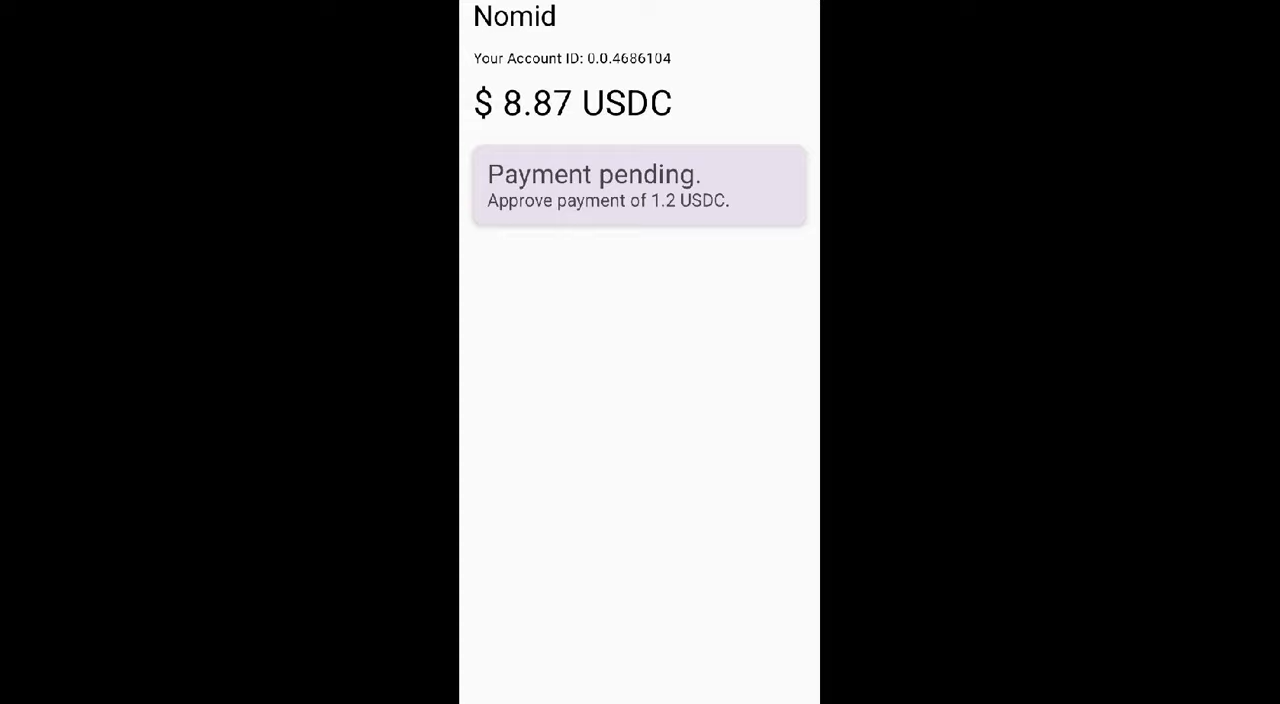 Nomid
Your Account ID: 0.0.4686104
$ 8.87 USDC
Payment pending.
Approve payment of 1.2 USDC.